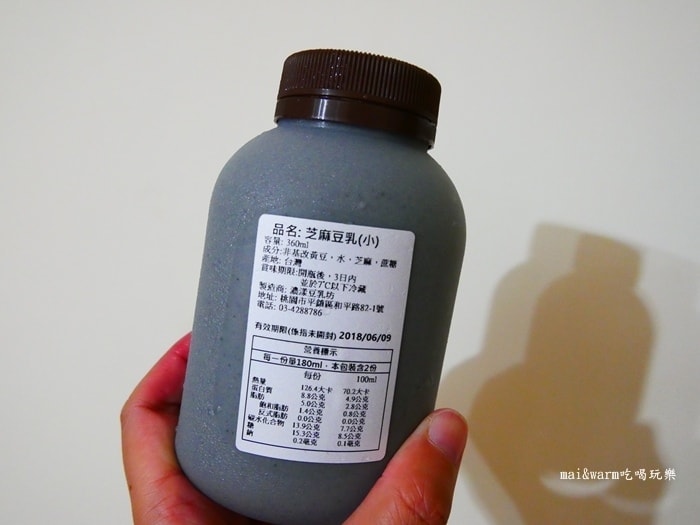 品名: 芝麻豆乳(小)
容量: 360ml
成分:非基改黃豆，水，芝麻，蔗糖
產地: 台灣
賞味期限:開瓶後，3日內
並於7℃以下冷藏
製造商: 濃漾豆乳坊
地址: 桃園市平鎮區和平路82-1號
電話: 03-4288786
有效期限(係指未開封) 2018/06/09
營養標示
每一份量180ml，本包裝含2份
每份 100ml
熱量 126.4大卡 70.2大卡
蛋白質 8.8公克 4.9公克
脂肪 5.0公克 2.8公克
飽和脂肪 1.4公克 0.8公克
反式脂肪 0.0公克 0.0公克
碳水化合物 13.9公克 7.7公克
糖 15.3公克 8.5公克
鈉 0.2毫克 0.1毫克
mai&warm吃喝玩樂